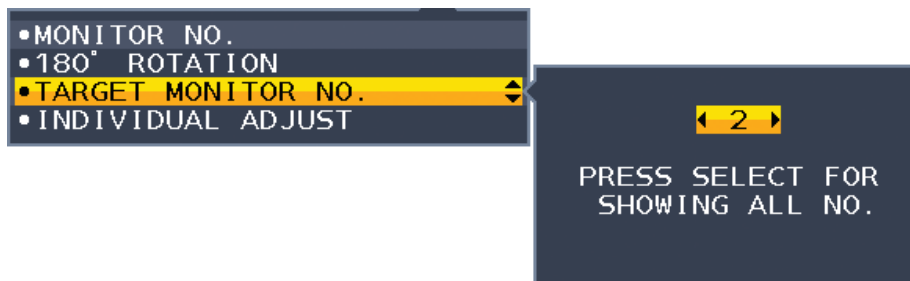 •MONITOR NO.
•180° ROTATION
•TARGET MONITOR NO.
•INDIVIDUAL ADJUST
2
PRESS SELECT FOR
SHOWING ALL NO.